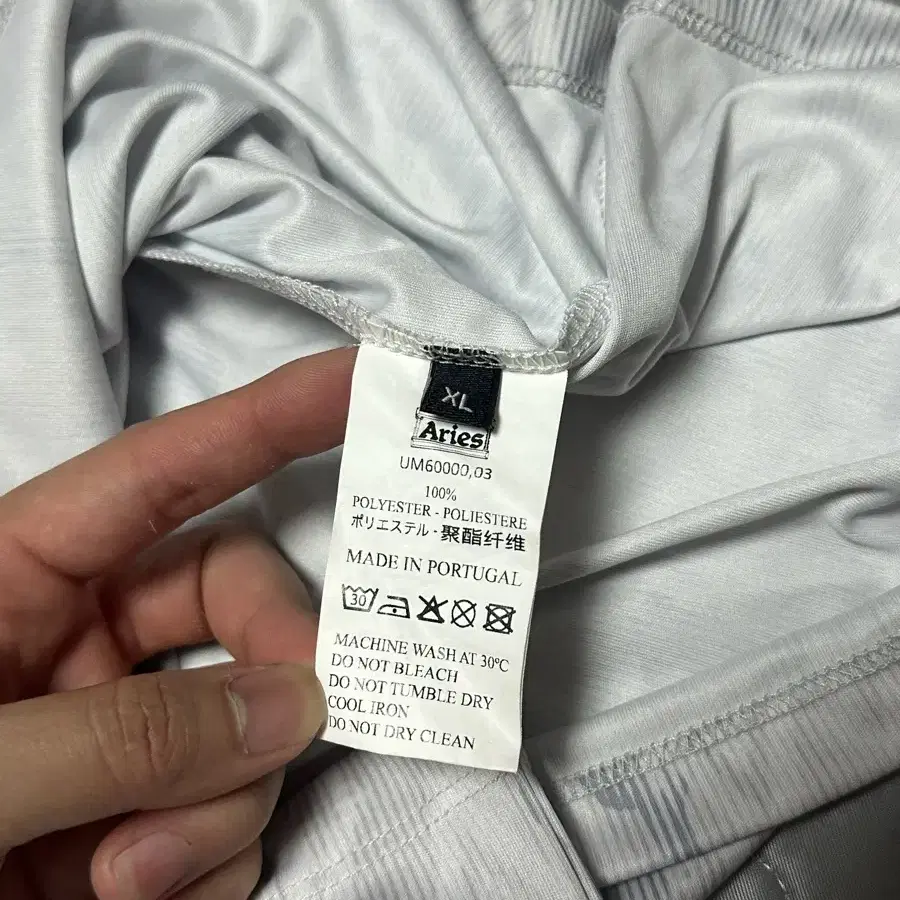 XL
Aries
UM60000,03
100%
POLYESTER - POLIESTERE
ポリエステル - 聚酯纤维
MADE IN PORTUGAL
30
MACHINE WASH AT 30ºC
DO NOT BLEACH
DO NOT TUMBLE DRY
COOL IRON
DO NOT DRY CLEAN